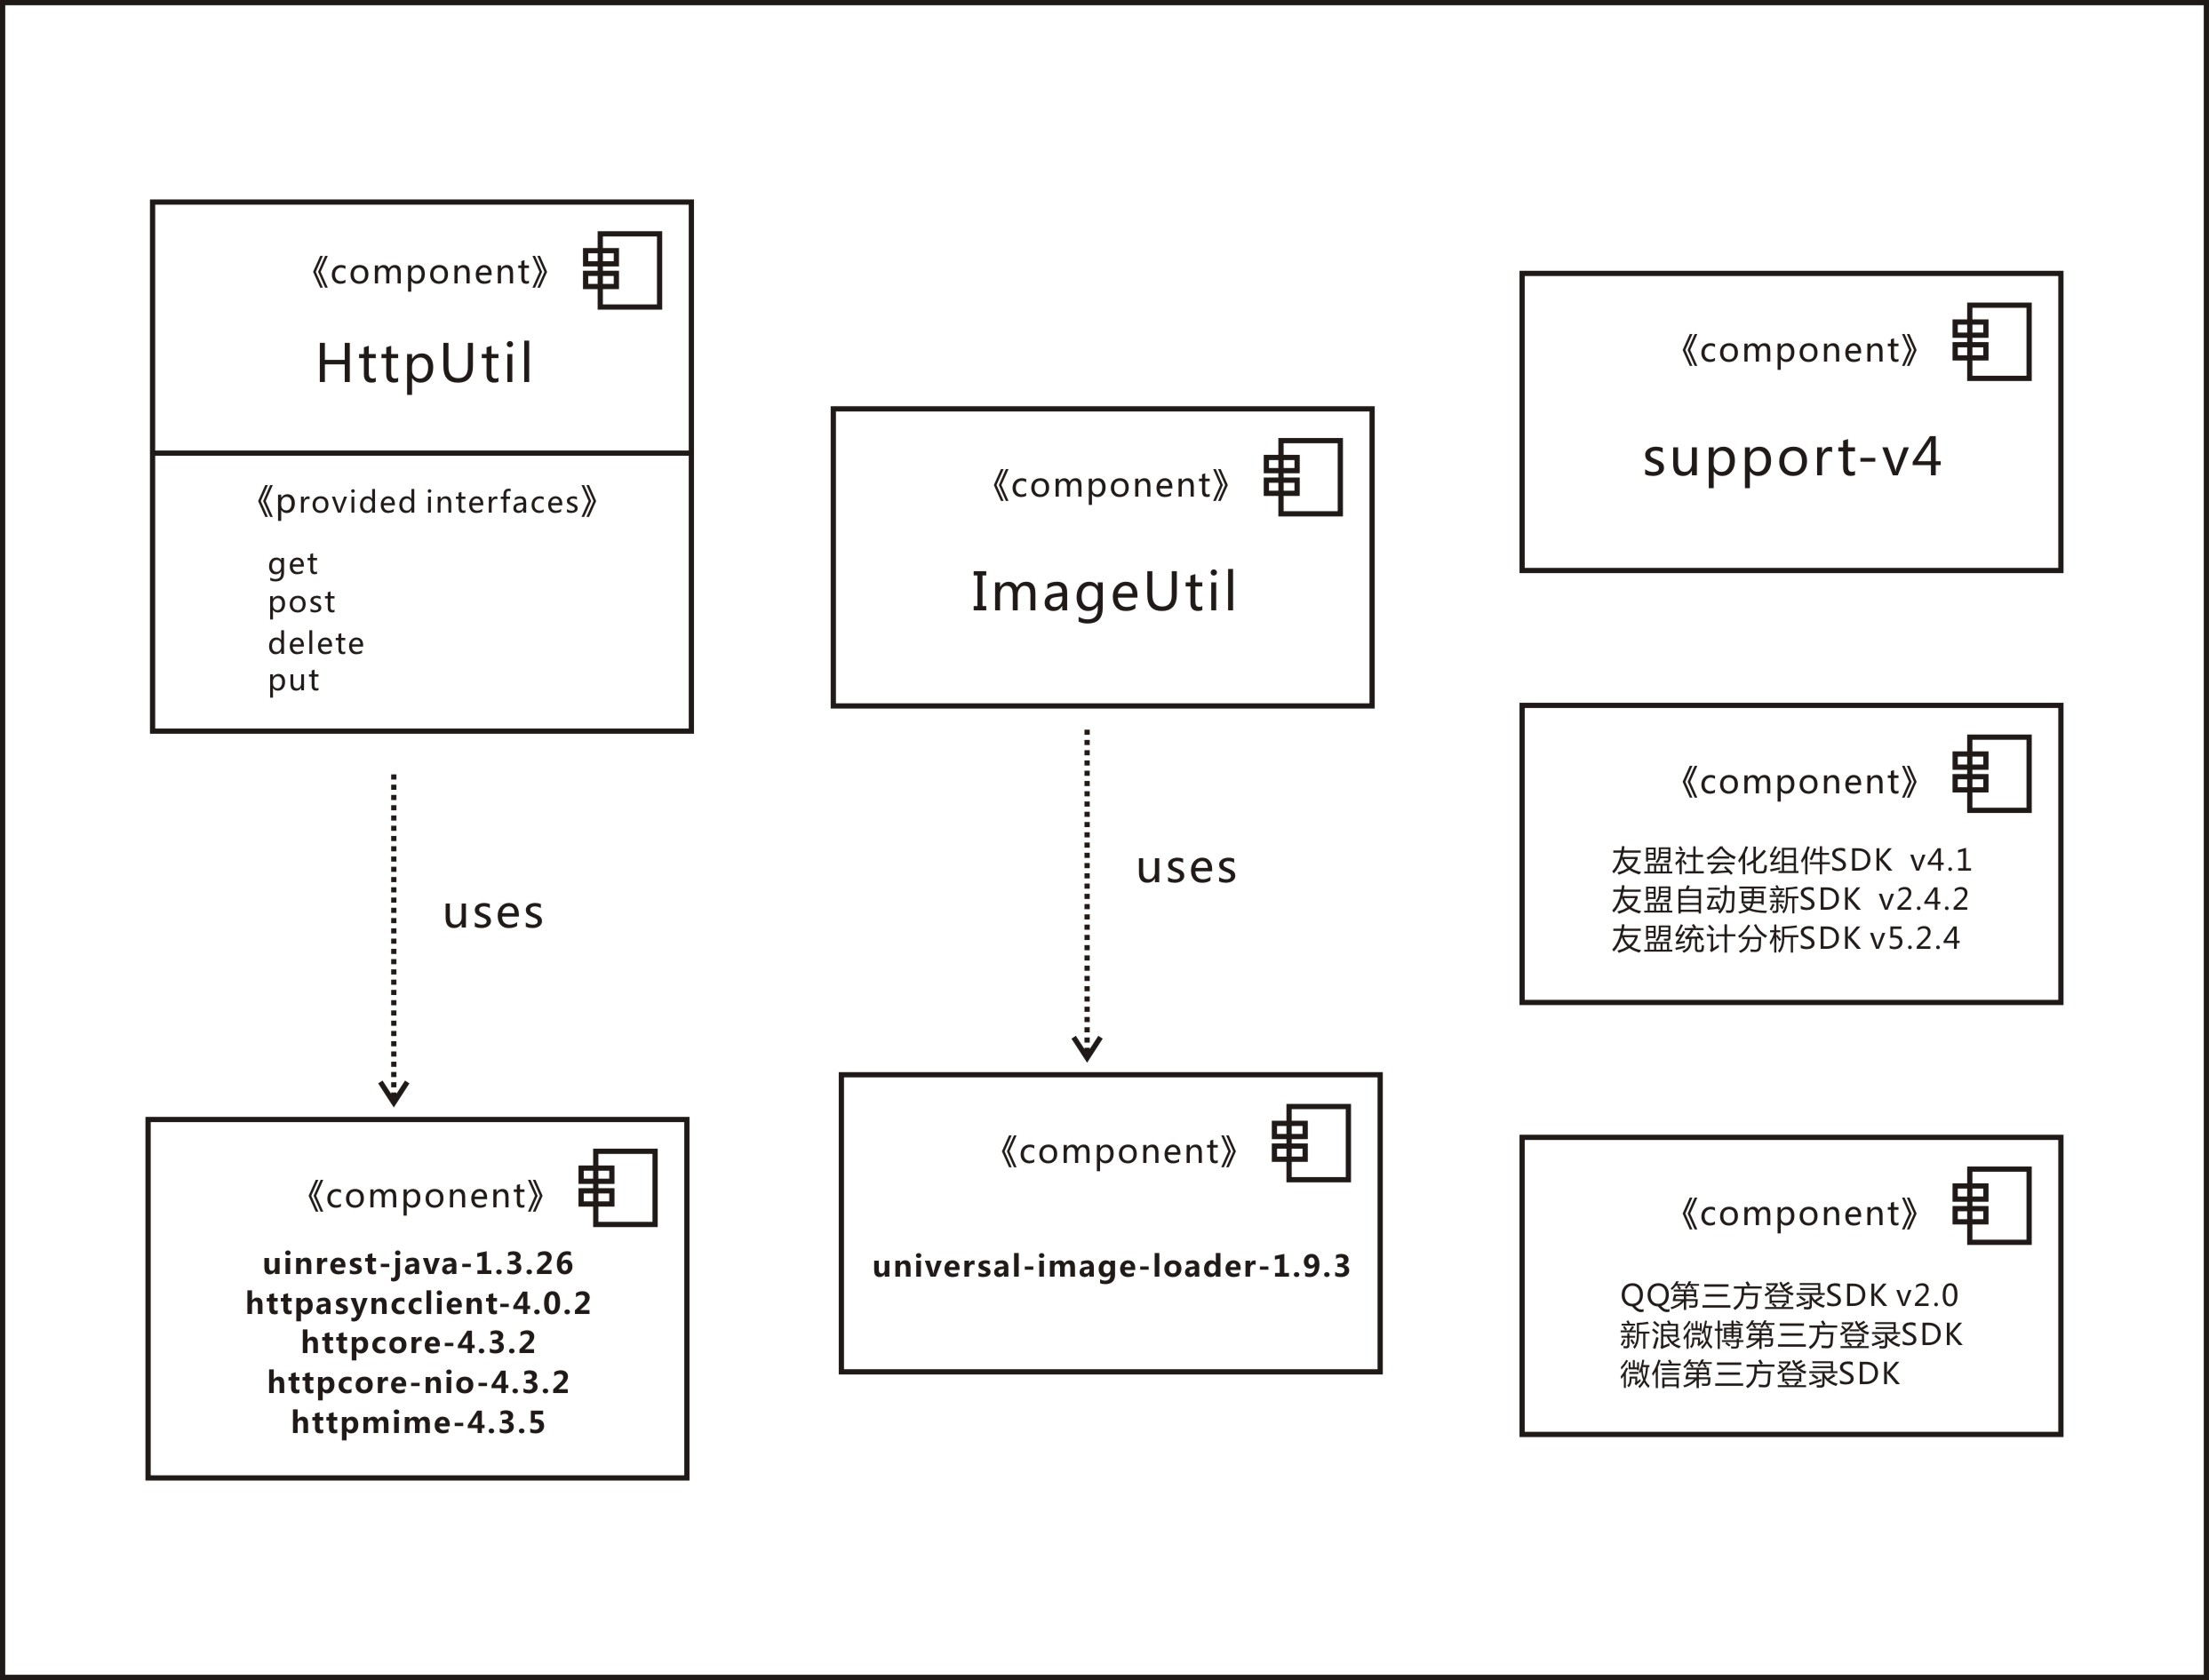 《component》
HttpUtil
《provided interfaces》
get
post
delete
put
uses
《component》
uinrest-java-1.3.26
httpasyncclient-4.0.2
httpcore-4.3.2
httpcore-nio-4.3.2
httpmime-4.3.5
《component》
ImageUtil
uses
《component》
universal-image-loader-1.9.3
《component》
support-v4
《component》
友盟社会化组件SDK v4.1
友盟自动更新SDK v2.4.2
友盟统计分析SDK v5.2.4
《component》
QQ第三方登录SDK v2.0
新浪微博第三方登录SDK
微信第三方登录SDK